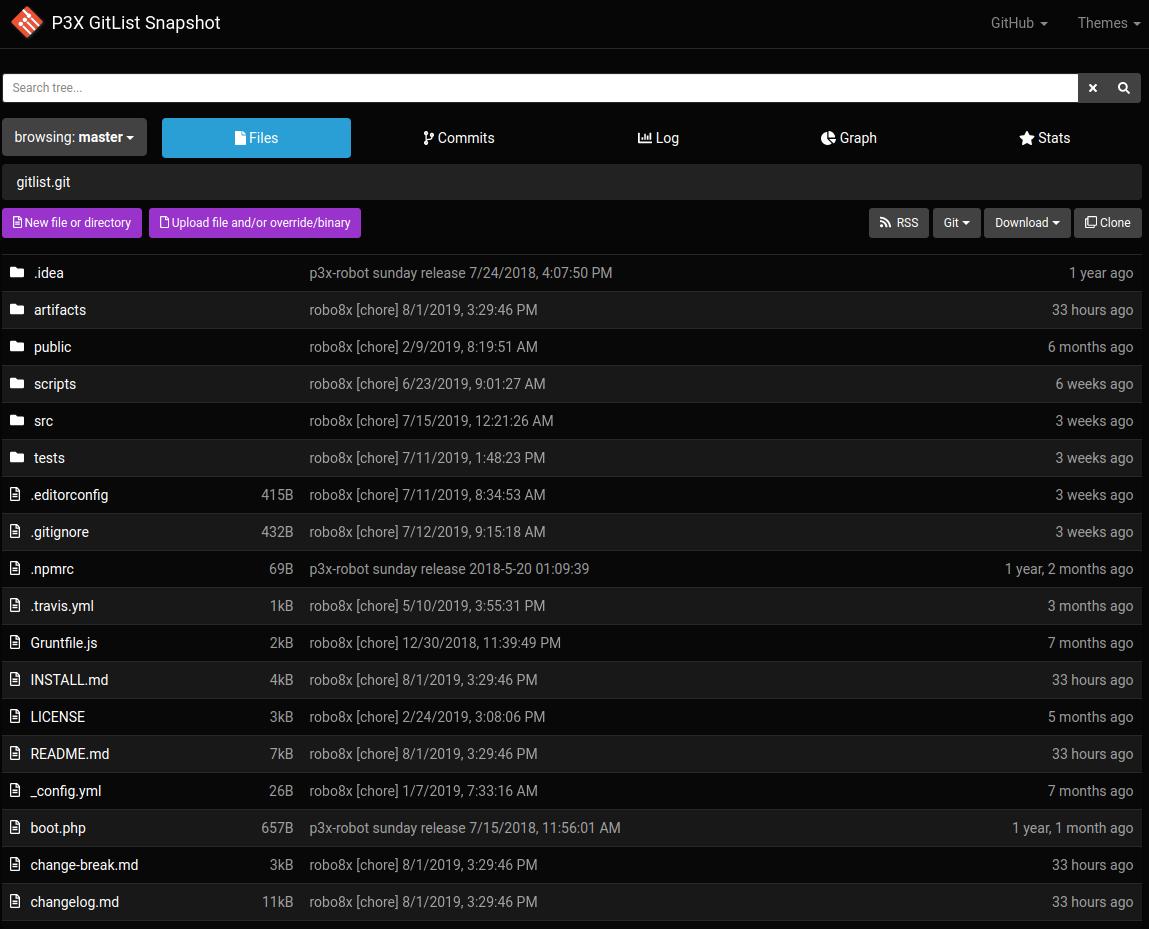 P3X GitList Snapshot GitHub Themes
Search tree...
browsing: master Files Commits Log Graph Stats
gitlist.git
New file or directory Upload file and/or override/binary RSS Git Download Clone
.idea p3x-robot sunday release 7/24/2018, 4:07:50 PM 1 year ago
artifacts robo8x [chore] 8/1/2019, 3:29:46 PM 33 hours ago
public robo8x [chore] 2/9/2019, 8:19:51 AM 6 months ago
scripts robo8x [chore] 6/23/2019, 9:01:27 AM 6 weeks ago
src robo8x [chore] 7/15/2019, 12:21:26 AM 3 weeks ago
tests robo8x [chore] 7/11/2019, 1:48:23 PM 3 weeks ago
.editorconfig 415B robo8x [chore] 7/11/2019, 8:34:53 AM 3 weeks ago
.gitignore 432B robo8x [chore] 7/12/2019, 9:15:18 AM 3 weeks ago
.npmrc 69B p3x-robot sunday release 2018-5-20 01:09:39 1 year, 2 months ago
.travis.yml 1kB robo8x [chore] 5/10/2019, 3:55:31 PM 3 months ago
Gruntfile.js 2kB robo8x [chore] 12/30/2018, 11:39:49 PM 7 months ago
INSTALL.md 4kB robo8x [chore] 8/1/2019, 3:29:46 PM 33 hours ago
LICENSE 3kB robo8x [chore] 2/24/2019, 3:08:06 PM 5 months ago
README.md 7kB robo8x [chore] 8/1/2019, 3:29:46 PM 33 hours ago
_config.yml 26B robo8x [chore] 1/7/2019, 7:33:16 AM 7 months ago
boot.php 657B p3x-robot sunday release 7/15/2018, 11:56:01 AM 1 year, 1 month ago
change-break.md 3kB robo8x [chore] 8/1/2019, 3:29:46 PM 33 hours ago
changelog.md 11kB robo8x [chore] 8/1/2019, 3:29:46 PM 33 hours ago